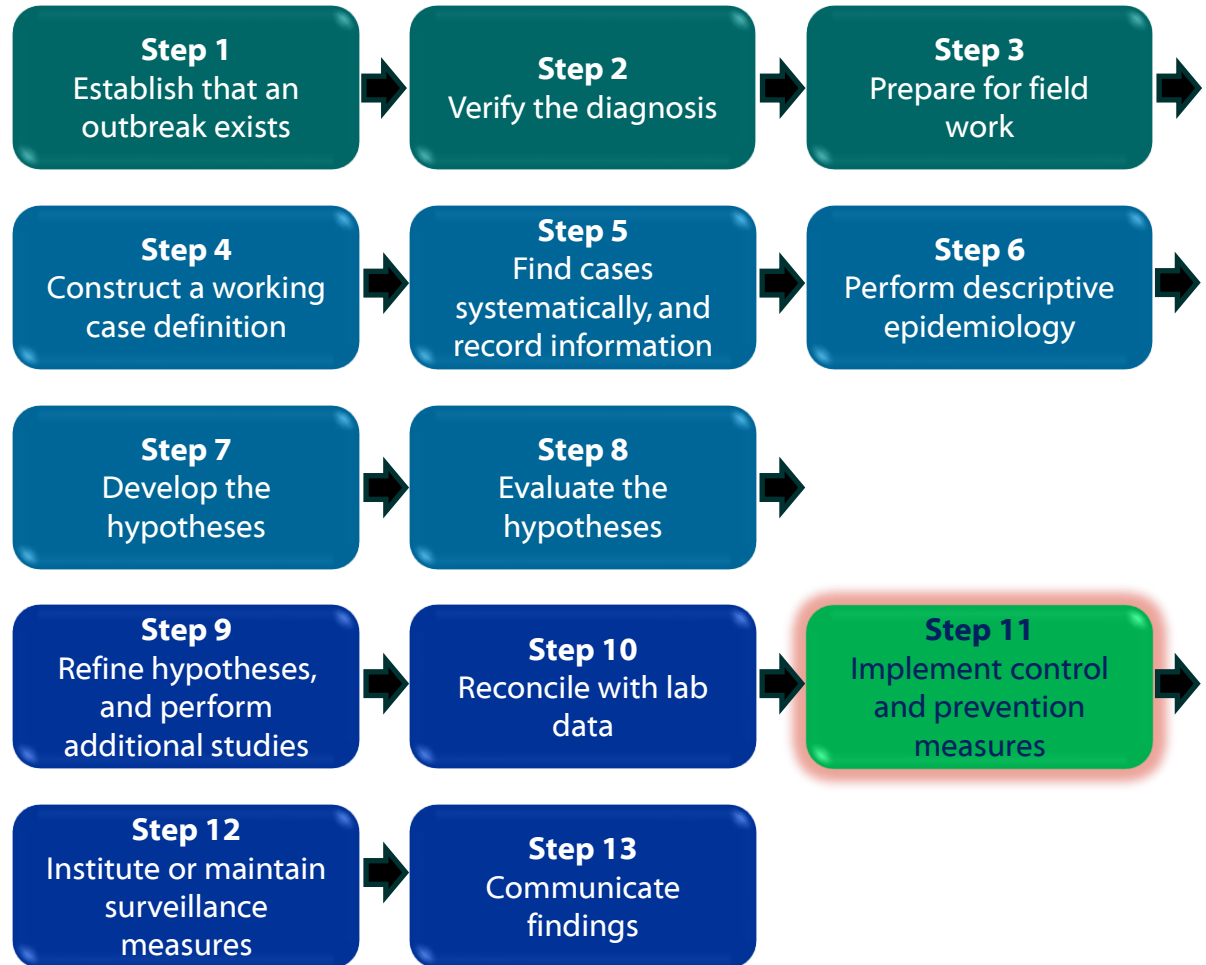 Step 1
Establish that an
outbreak exists
Step 2
Verify the diagnosis
Step 3
Prepare for field
work
Step 4
Construct a working
case definition
Step 5
Find cases
systematically, and
record information
Step 6
Perform descriptive
epidemiology
Step 7
Develop the
hypotheses
Step 8
Evaluate the
hypotheses
Step 9
Refine hypotheses,
and perform
additional studies
Step 10
Reconcile with lab
data
Step 11
Implement control
and prevention
measures
Step 12
Institute or maintain
surveillance
measures
Step 13
Communicate
findings